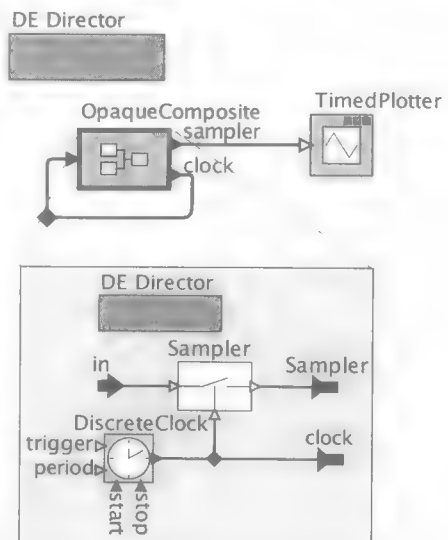 DE Director
TimedPlotter
OpaqueComposite
sampler
clock
DE Director
Sampler
in
Sampler
DiscreteClock
clock
trigger
period
start
stop